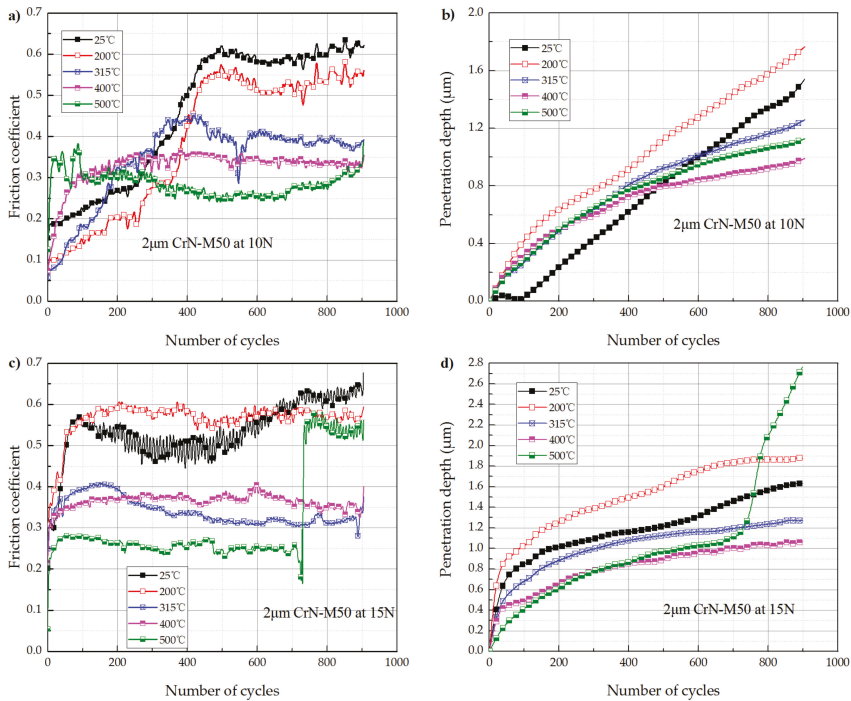 a)
0.7
0.6
0.5
0.4
0.3
0.2
0.1
0.0
Friction coefficient
25℃
200℃
315℃
400℃
500℃
2μm CrN-M50 at 10N
0 200 400 600 800 1000
Number of cycles
b)
2.0
1.6
1.2
0.8
0.4
0.0
Penetration depth (μm)
25℃
200℃
315℃
400℃
500℃
2μm CrN-M50 at 10N
0 200 400 600 800 1000
Number of cycles
c)
0.7
0.6
0.5
0.4
0.3
0.2
0.1
0.0
Friction coefficient
25℃
200℃
315℃
400℃
500℃
2μm CrN-M50 at 15N
0 200 400 600 800 1000
Number of cycles
d)
2.8
2.6
2.4
2.2
2.0
1.8
1.6
1.4
1.2
1.0
0.8
0.6
0.4
0.2
0.0
Penetration depth (μm)
25℃
200℃
315℃
400℃
500℃
2μm CrN-M50 at 15N
0 200 400 600 800 1000
Number of cycles